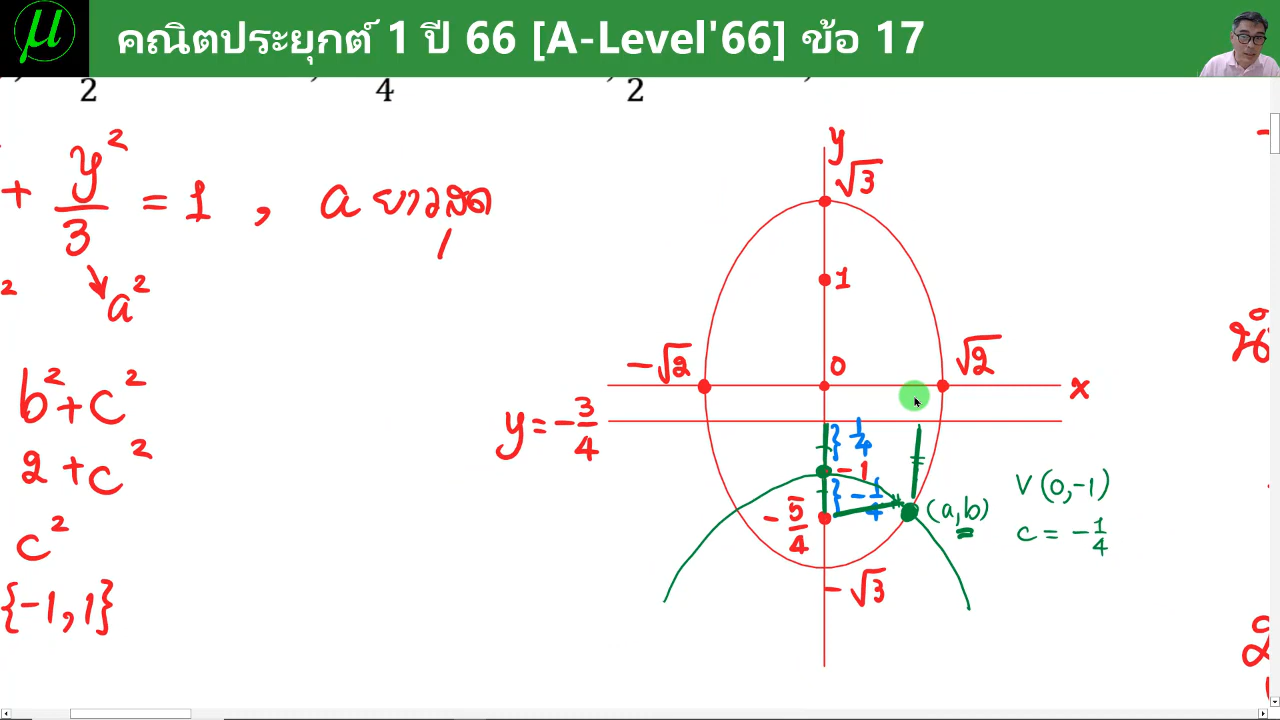 μ
คณิตประยุกต์ 1 ปี 66 [A-Level'66] ข้อ 17
2 , 4 , 2 ,
+ y²/3 = 1 , a ยาวสุด
² a²
b² + c²
2 + c²
c²
{-1,1}
y
√3
1
-√2 0 √2
x
y = -3/4
} 1/4
-1
} -1/4
-5/4
(a,b)
-√3
V(0,-1)
c = -1/4